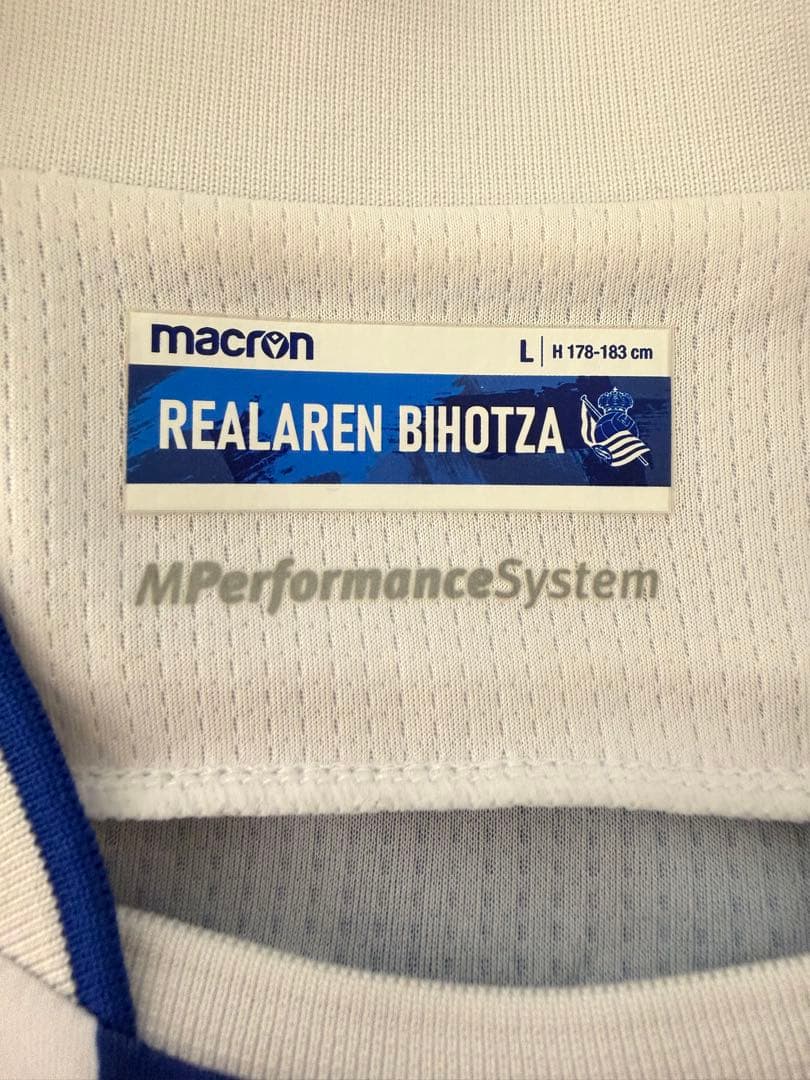 macron L | H 178-183 cm
REALAREN BIHOTZA
MPerformanceSystem